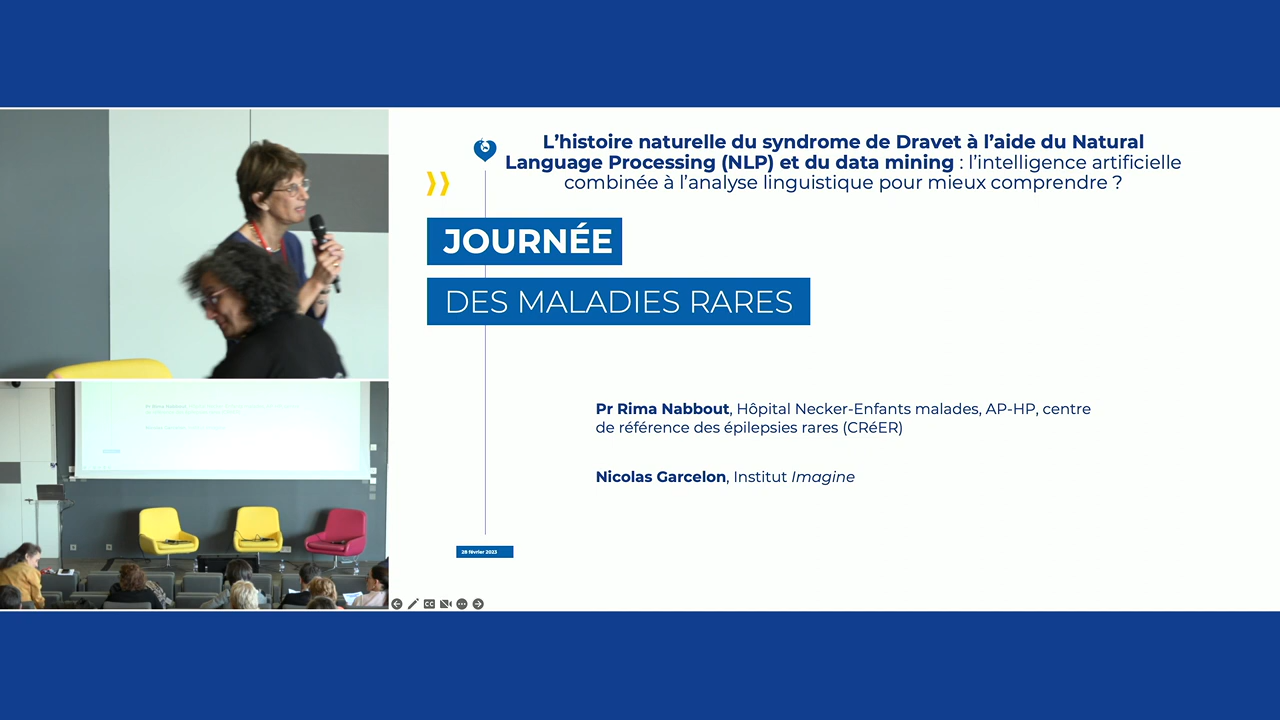 L'histoire naturelle du syndrome de Dravet à l'aide du Natural
Language Processing (NLP) et du data mining : l'intelligence artificielle
combinée à l'analyse linguistique pour mieux comprendre ?
JOURNÉE
DES MALADIES RARES
Pr Rima Nabbout, Hôpital Necker-Enfants malades, AP-HP, centre
de référence des épilepsies rares (CRéER)
Nicolas Garcelon, Institut Imagine
28 février 2023
CC